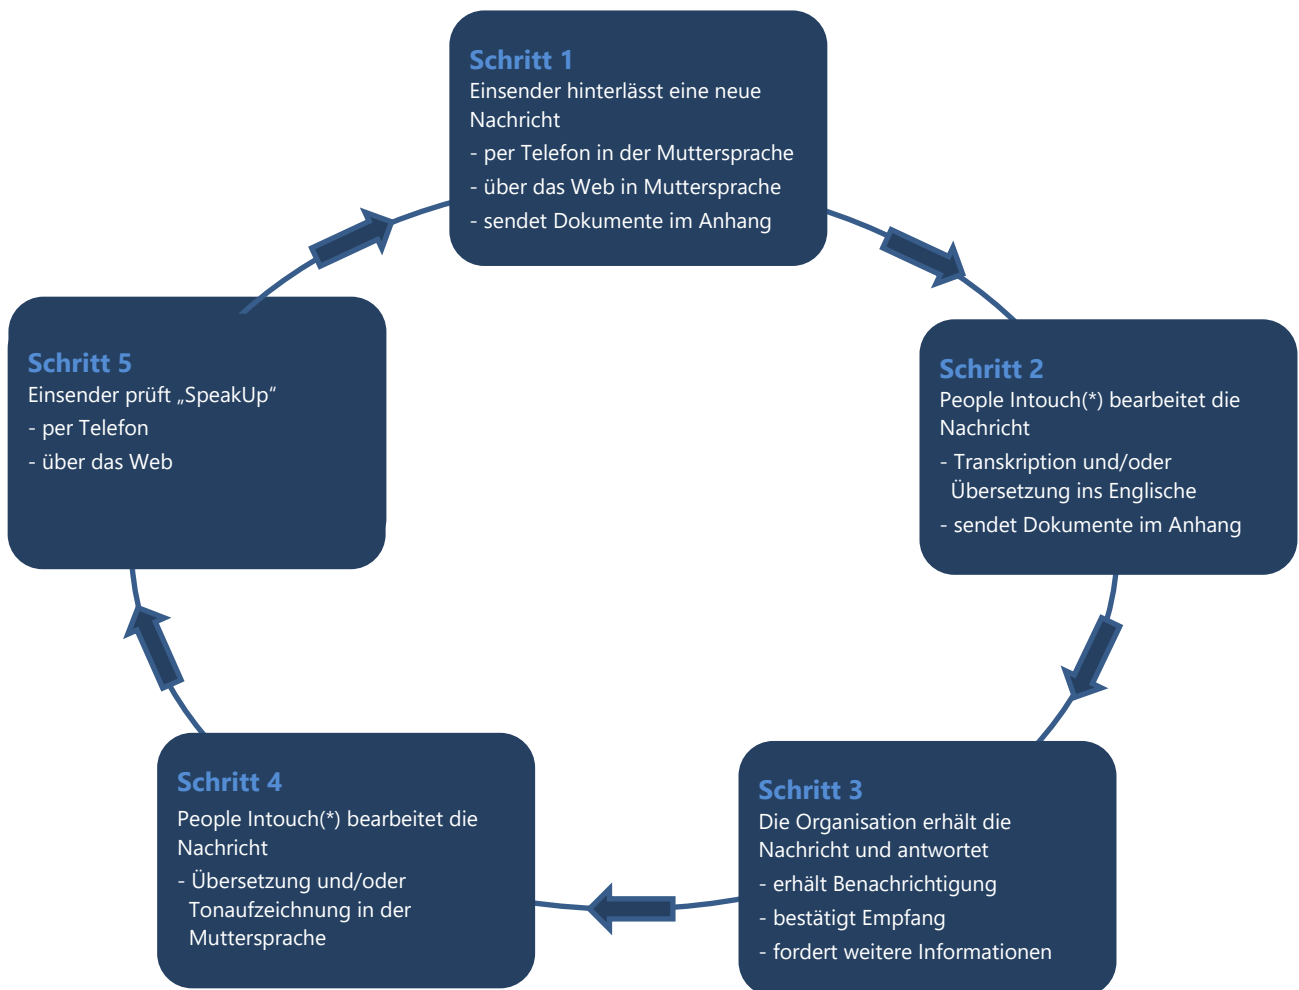 Schritt 1
Einsender hinterlässt eine neue
Nachricht
- per Telefon in der Muttersprache
- über das Web in Muttersprache
- sendet Dokumente im Anhang
Schritt 2
People Intouch(*) bearbeitet die
Nachricht
- Transkription und/oder
Übersetzung ins Englische
- sendet Dokumente im Anhang
Schritt 3
Die Organisation erhält die
Nachricht und antwortet
- erhält Benachrichtigung
- bestätigt Empfang
- fordert weitere Informationen
Schritt 4
People Intouch(*) bearbeitet die
Nachricht
- Übersetzung und/oder
Tonaufzeichnung in der
Muttersprache
Schritt 5
Einsender prüft „SpeakUp“
- per Telefon
- über das Web